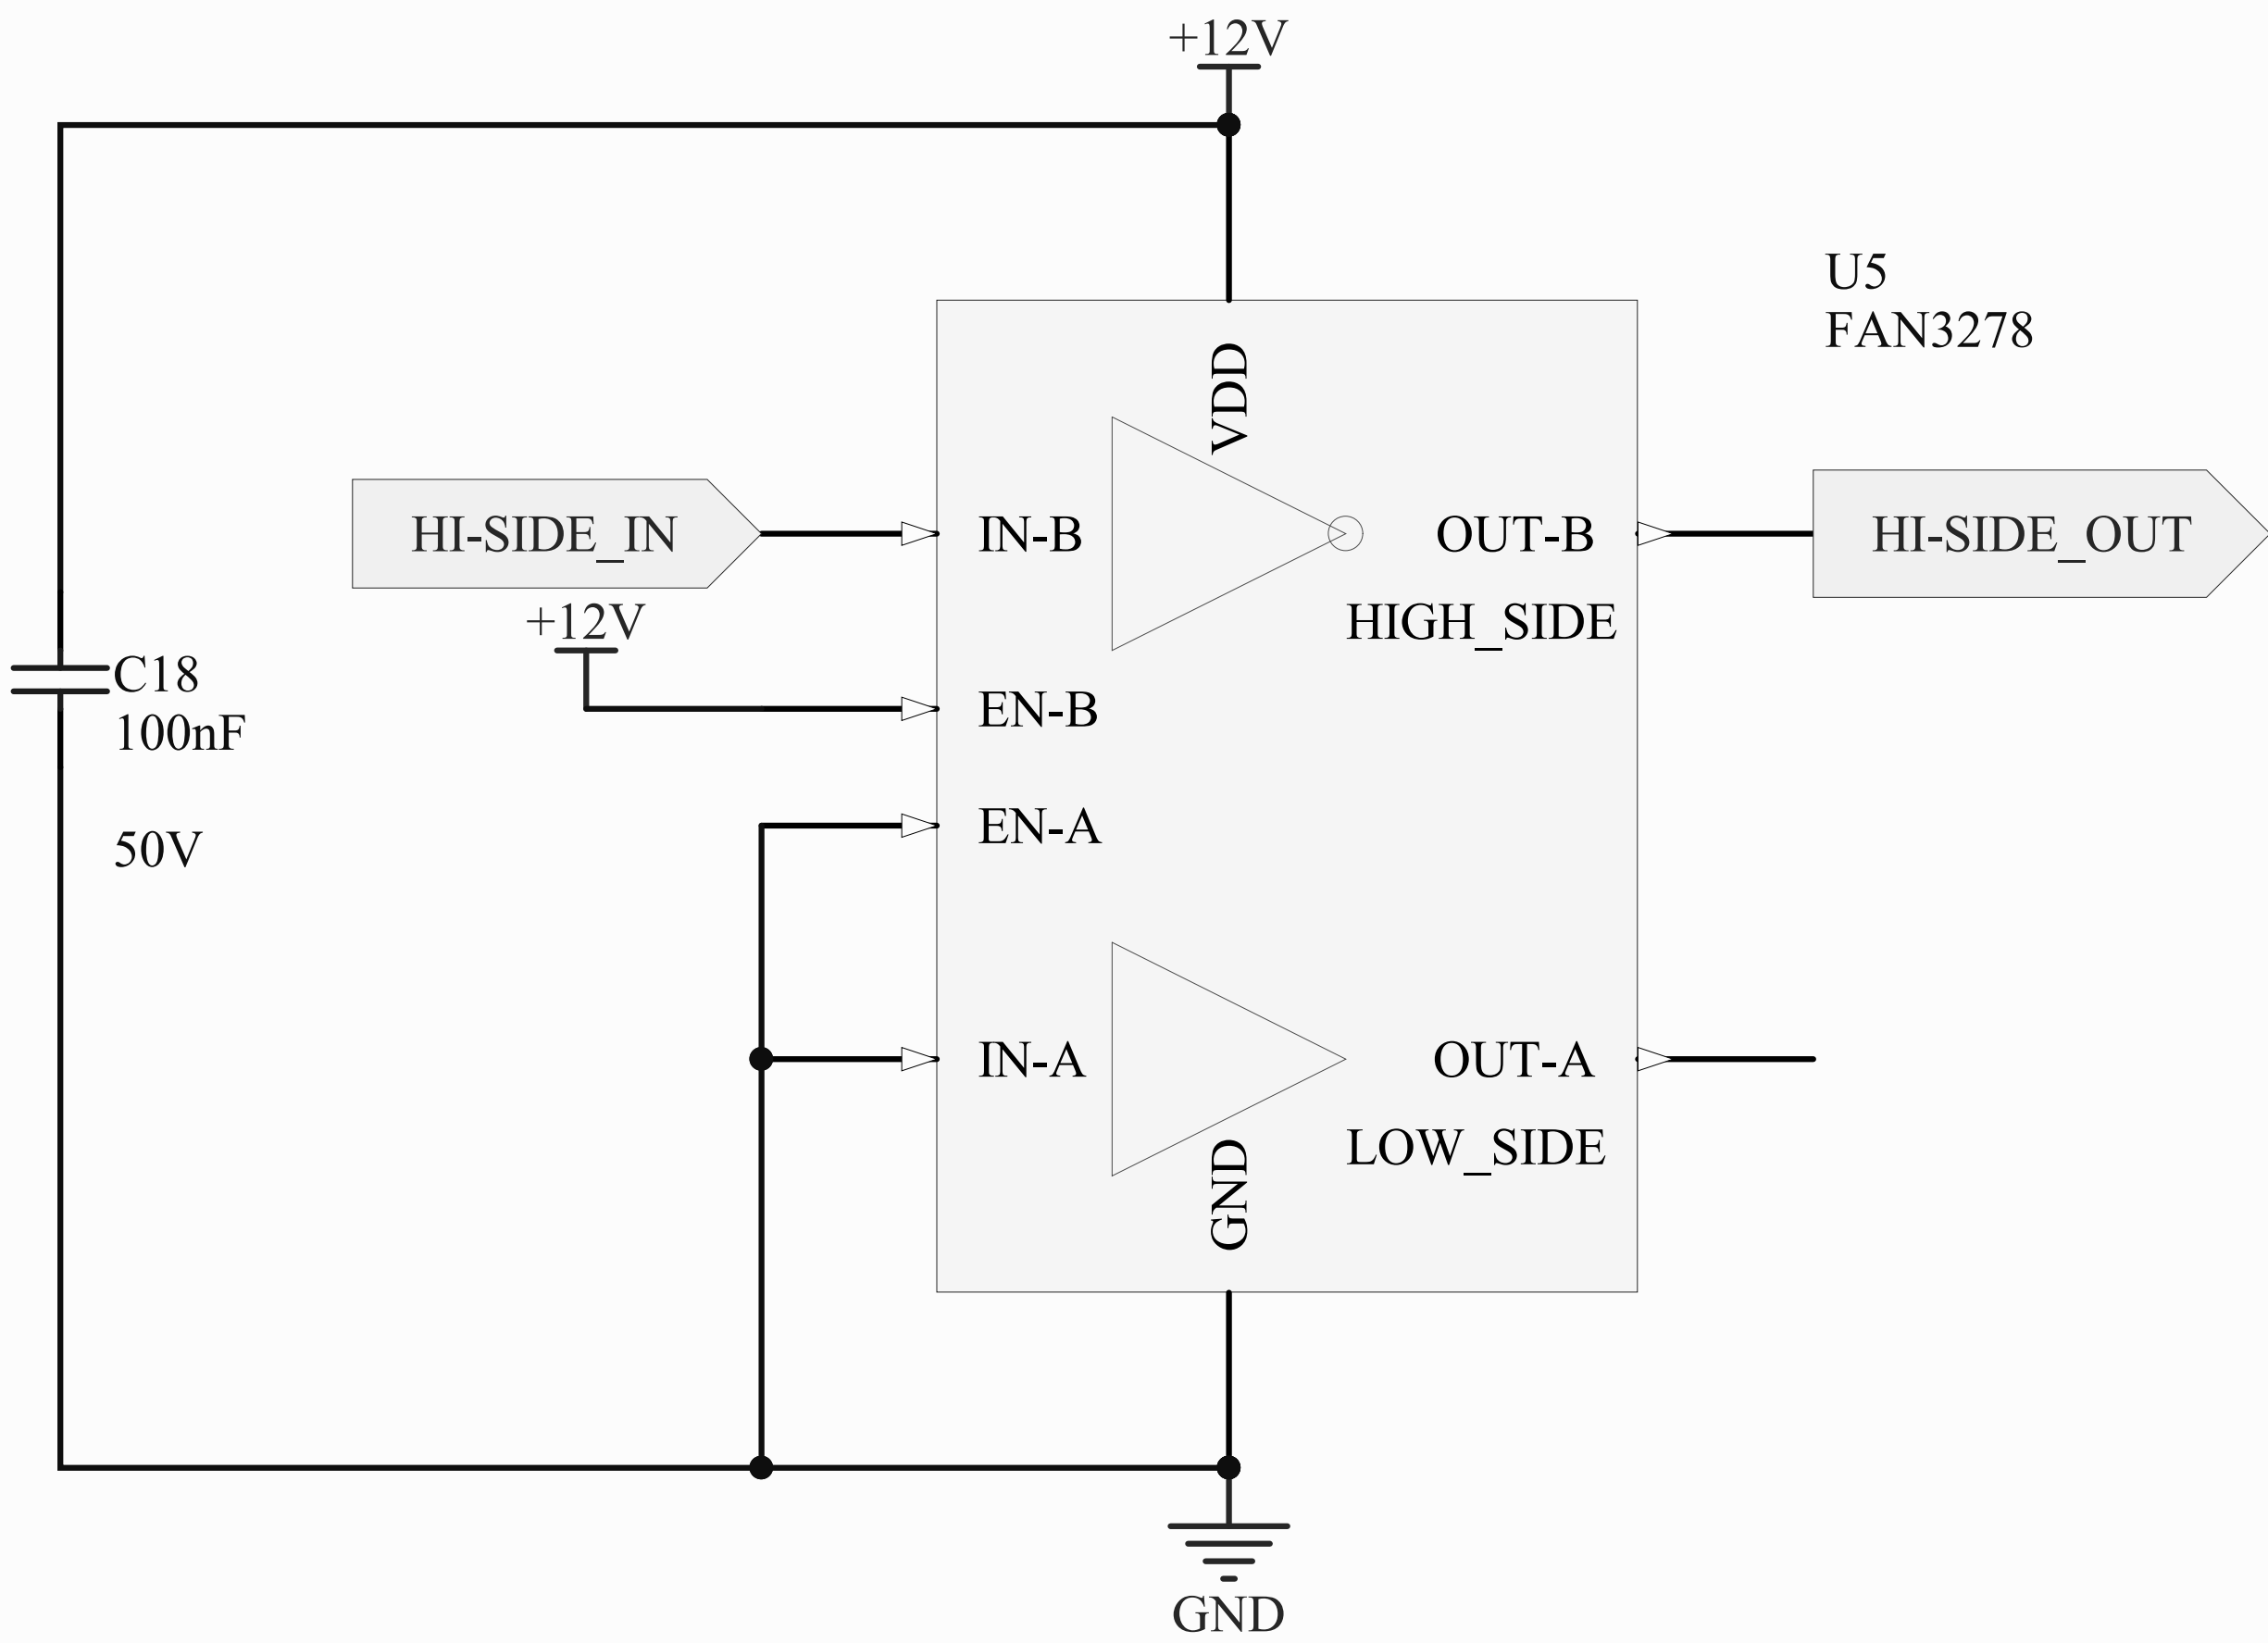 +12V
U5
FAN3278
VDD
HI-SIDE_IN
IN-B
OUT-B
HI-SIDE_OUT
+12V
HIGH_SIDE
C18
100nF
EN-B
50V
EN-A
IN-A
OUT-A
LOW_SIDE
GND
GND